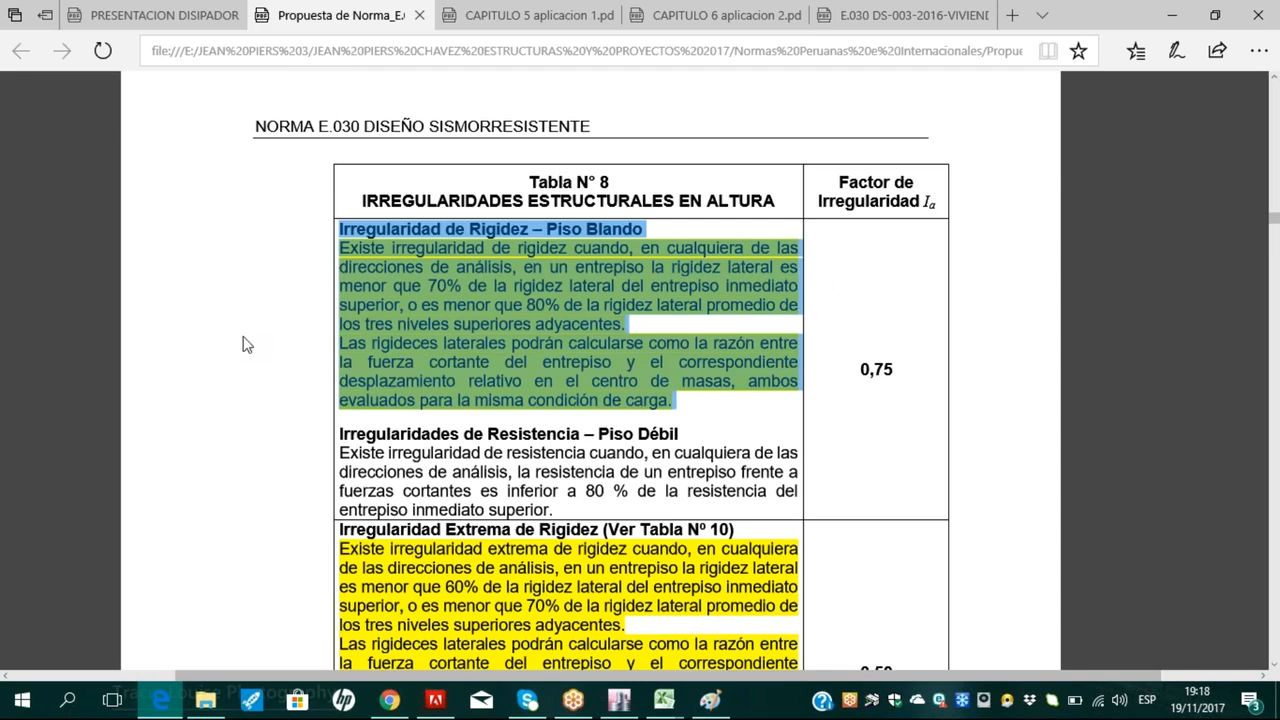 PRESENTACION DISIPADOR
Propuesta de Norma_E.
CAPITULO 5 aplicacion 1.pd
CAPITULO 6 aplicacion 2.pd
E.030 DS-003-2016-VIVIEND
file:///E:/JEAN%20PIERS%203/JEAN%20PIERS%20CHAVEZ%20ESTRUCTURAS%20Y%20PROYECTOS%202017/Normas%20Peruanas%20e%20Internacionales/Propue
NORMA E.030 DISEÑO SISMORRESISTENTE
Tabla N° 8
IRREGULARIDADES ESTRUCTURALES EN ALTURA
Factor de
Irregularidad Ia
Irregularidad de Rigidez – Piso Blando
Existe irregularidad de rigidez cuando, en cualquiera de las
direcciones de análisis, en un entrepiso la rigidez lateral es
menor que 70% de la rigidez lateral del entrepiso inmediato
superior, o es menor que 80% de la rigidez lateral promedio de
los tres niveles superiores adyacentes.
Las rigideces laterales podrán calcularse como la razón entre
la fuerza cortante del entrepiso y el correspondiente
desplazamiento relativo en el centro de masas, ambos
evaluados para la misma condición de carga.
0,75
Irregularidades de Resistencia – Piso Débil
Existe irregularidad de resistencia cuando, en cualquiera de las
direcciones de análisis, la resistencia de un entrepiso frente a
fuerzas cortantes es inferior a 80 % de la resistencia del
entrepiso inmediato superior.
Irregularidad Extrema de Rigidez (Ver Tabla Nº 10)
Existe irregularidad extrema de rigidez cuando, en cualquiera
de las direcciones de análisis, en un entrepiso la rigidez lateral
es menor que 60% de la rigidez lateral del entrepiso inmediato
superior, o es menor que 70% de la rigidez lateral promedio de
los tres niveles superiores adyacentes.
Las rigideces laterales podrán calcularse como la razón entre
la fuerza cortante del entrepiso y el correspondiente
ESP
19:18
19/11/2017